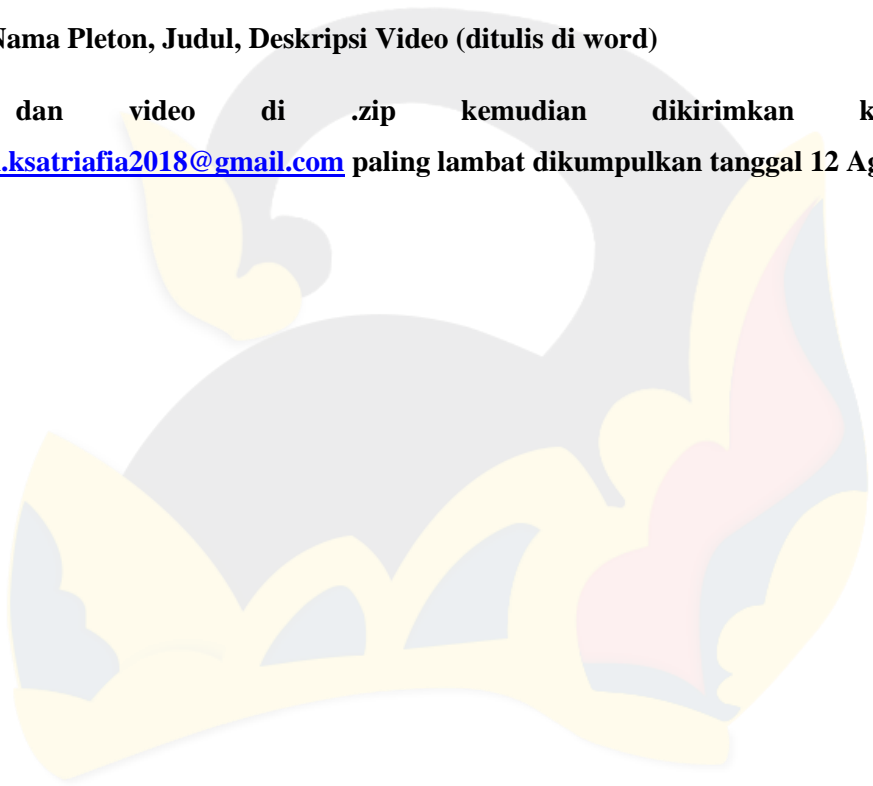 Nama Pleton, Judul, Deskripsi Video (ditulis di word)
dan video di .zip kemudian dikirimkan
.ksatriafia2018@gmail.com paling lambat dikumpulkan tanggal 12